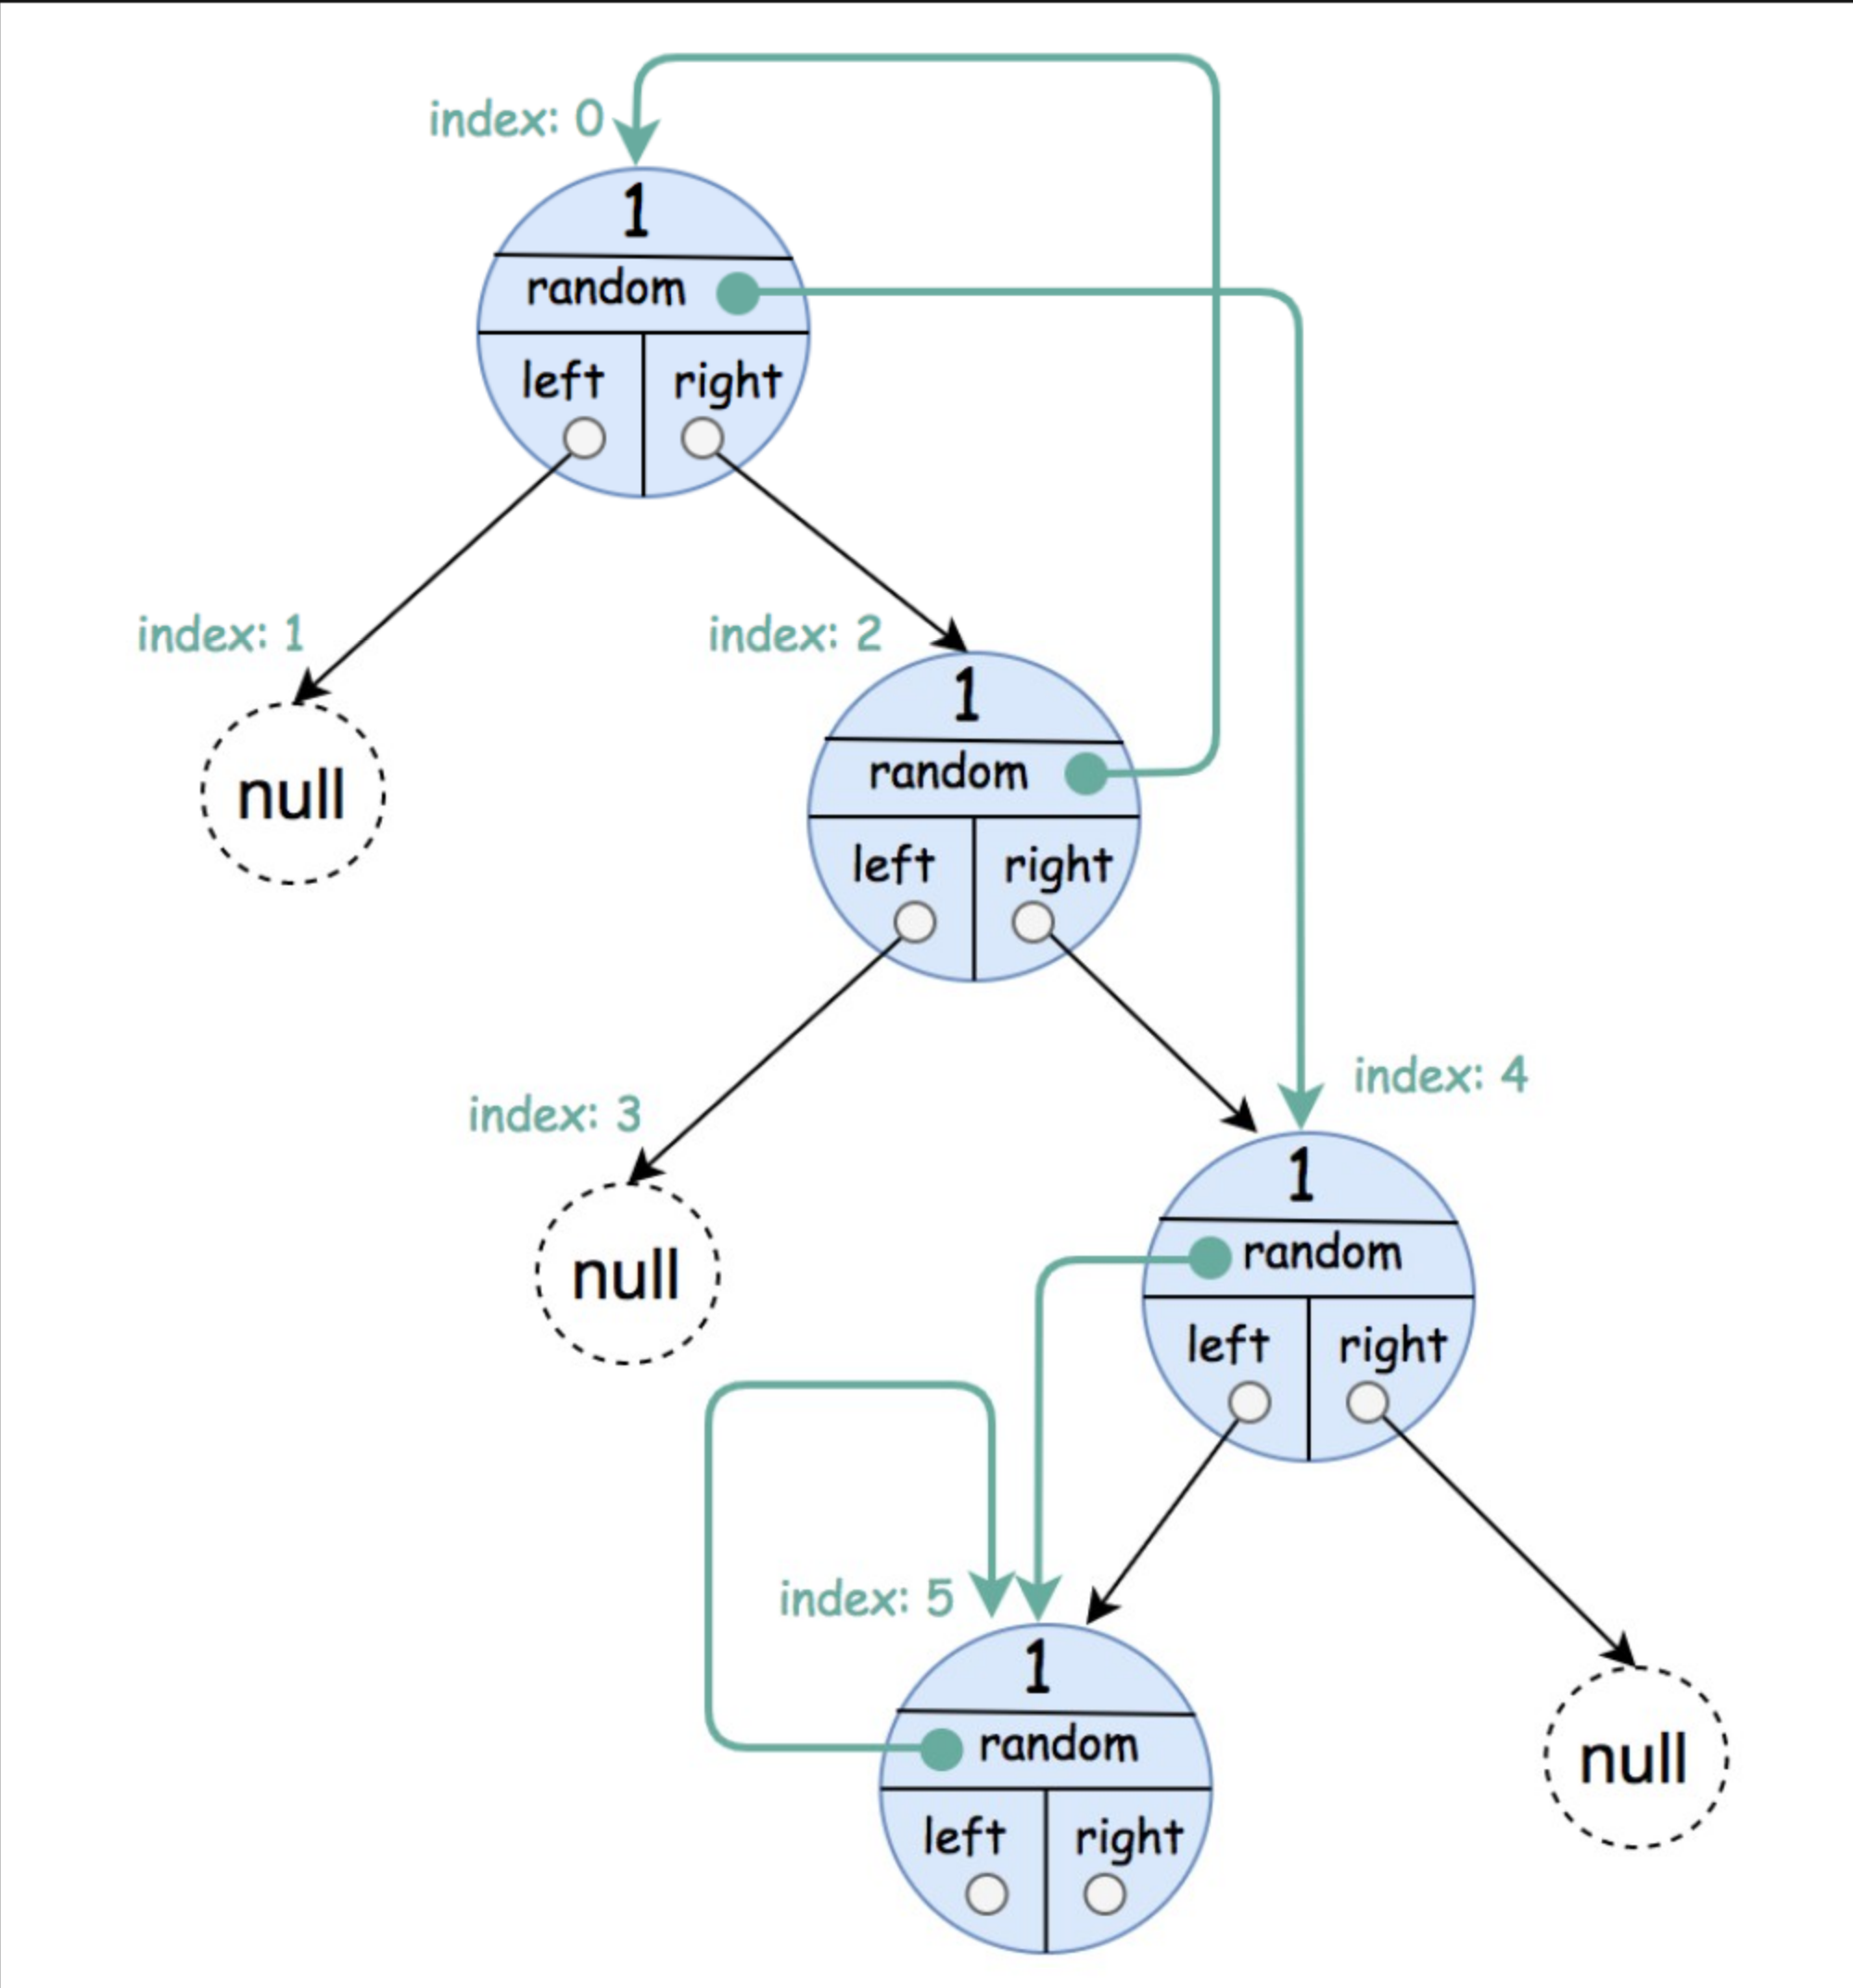 index: 0
1
random
left right
index: 1
index: 2
null
1
random
left right
index: 3
index: 4
null
1
random
left right
index: 5
1
random
null
left right